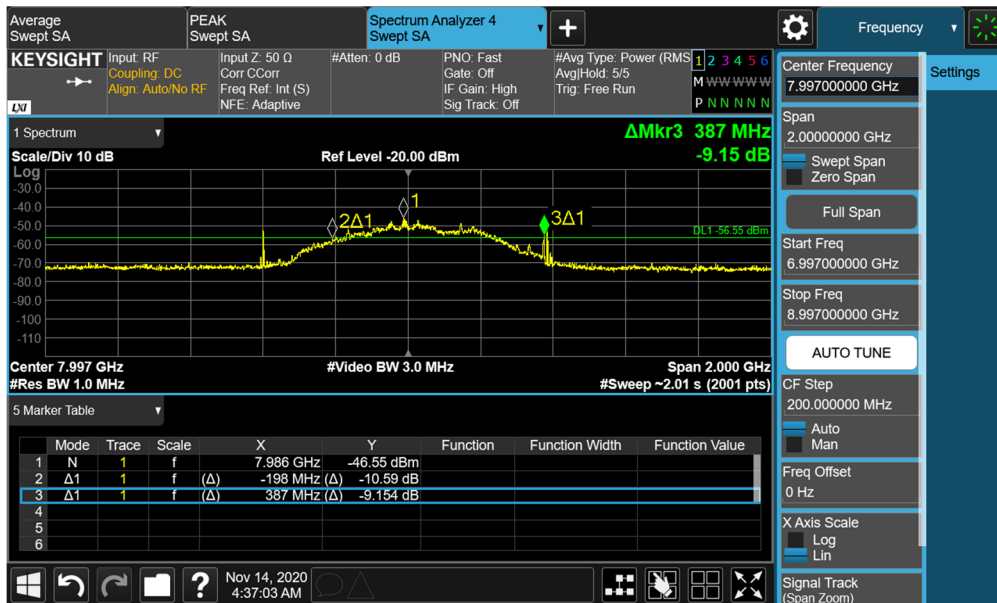 Average
Swept SA
PEAK
Swept SA
Spectrum Analyzer 4
Swept SA
Frequency
KEYSIGHT
LXI
Input: RF
Coupling: DC
Align: Auto/No RF
Input Z: 50 Ω
Corr CCorr
Freq Ref: Int (S)
NFE: Adaptive
#Atten: 0 dB
PNO: Fast
Gate: Off
IF Gain: High
Sig Track: Off
#Avg Type: Power (RMS
Avg|Hold: 5/5
Trig: Free Run
1 2 3 4 5 6
M W W W W W W
P N N N N N
1 Spectrum
ΔMkr3 387 MHz
-9.15 dB
Scale/Div 10 dB
Ref Level -20.00 dBm
Log
-30.0
-40.0
-50.0
-60.0
-70.0
-80.0
-90.0
-100
-110
1
2Δ1
3Δ1
DL1 -56.55 dBm
Center 7.997 GHz
#Video BW 3.0 MHz
Span 2.000 GHz
#Res BW 1.0 MHz
#Sweep ~2.01 s (2001 pts)
5 Marker Table
Mode Trace Scale X Y Function Function Width Function Value
1 N 1 f 7.986 GHz -46.55 dBm
2 Δ1 1 f (Δ) -198 MHz (Δ) -10.59 dB
3 Δ1 1 f (Δ) 387 MHz (Δ) -9.154 dB
4
5
6
?
Nov 14, 2020
4:37:03 AM
Center Frequency
7.997000000 GHz
Settings
Span
2.00000000 GHz
Swept Span
Zero Span
Full Span
Start Freq
6.997000000 GHz
Stop Freq
8.997000000 GHz
AUTO TUNE
CF Step
200.000000 MHz
Auto
Man
Freq Offset
0 Hz
X Axis Scale
Log
Lin
Signal Track
(Span Zoom)